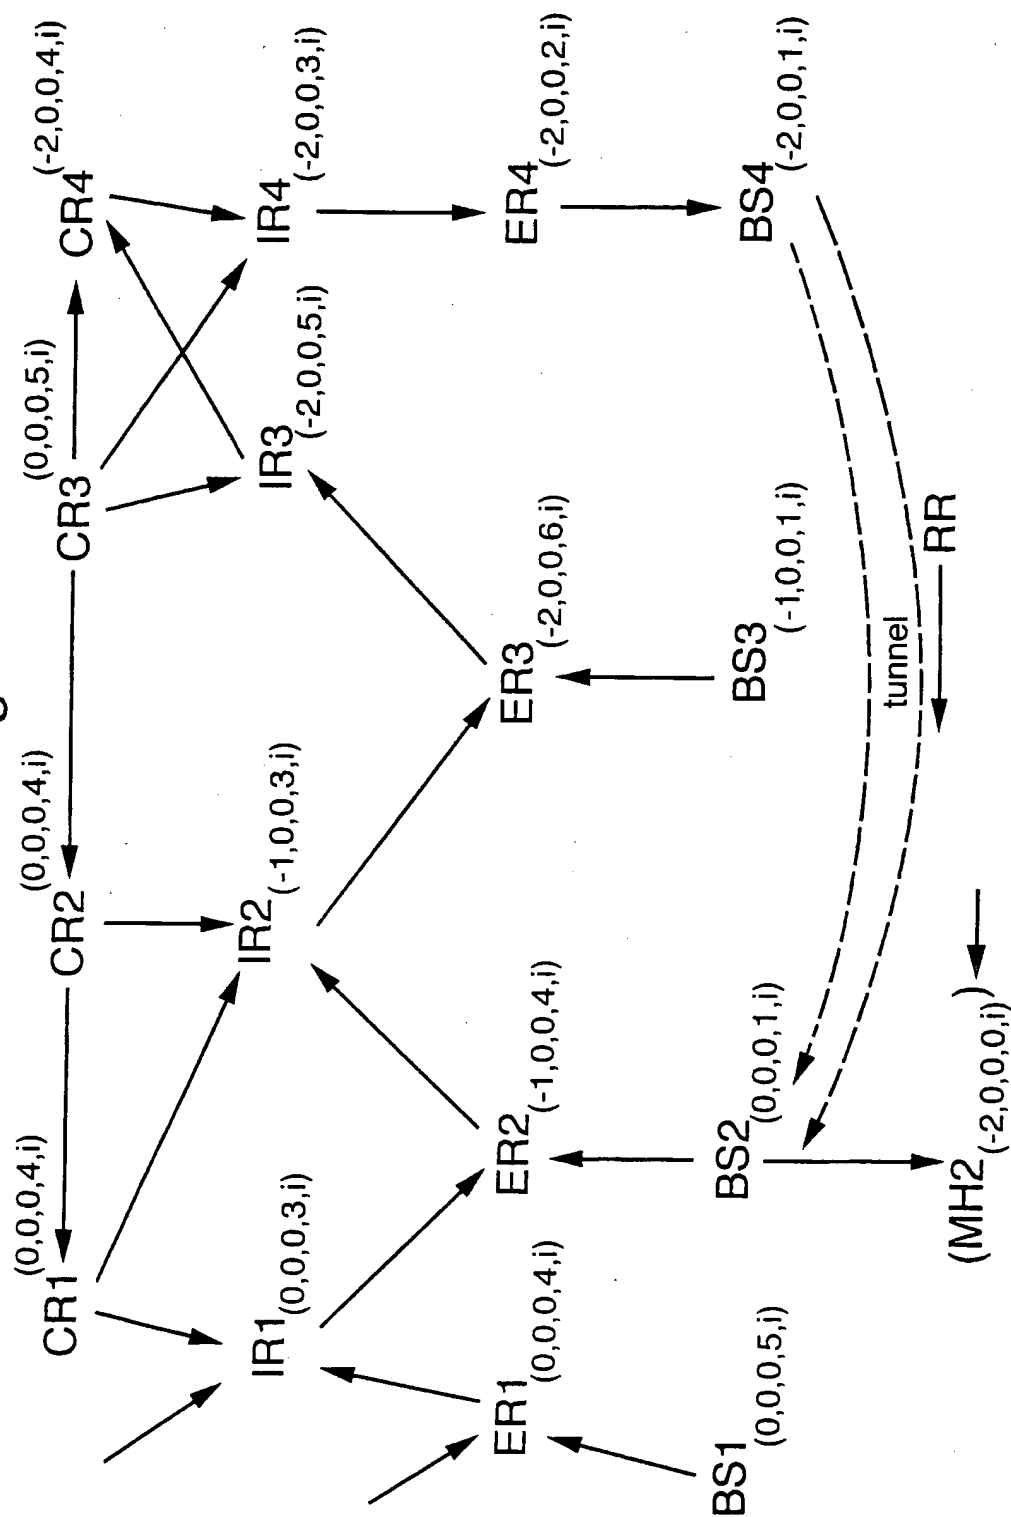 CR1 (0,0,0,4,i)
CR2 (0,0,0,4,i)
CR3 (0,0,0,5,i)
CR4 (-2,0,0,4,i)
IR1 (0,0,0,3,i)
IR2 (-1,0,0,3,i)
IR3 (-2,0,0,5,i)
IR4 (-2,0,0,3,i)
ER1 (0,0,0,4,i)
ER2 (-1,0,0,4,i)
ER3 (-2,0,0,6,i)
ER4 (-2,0,0,2,i)
BS1 (0,0,0,5,i)
BS2 (0,0,0,1,i)
BS3 (-1,0,0,1,i)
BS4 (-2,0,0,1,i)
tunnel
RR
(MH2 (-2,0,0,0,i) )